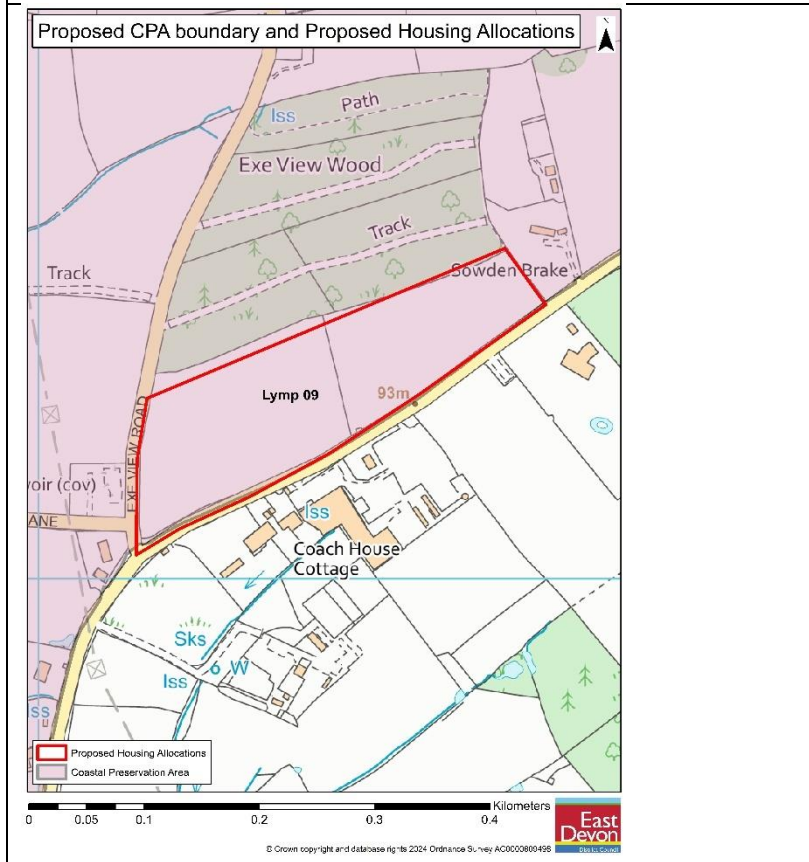 Proposed CPA boundary and Proposed Housing Allocations
N
Path
Iss
Exe View Wood
Track
Track
Sowden Brake
93m
Lymp 09
EXE VIEW ROAD
voir (cov)
ANE
Iss
Coach House
Cottage
Sks
6 W
Iss
Iss
Proposed Housing Allocations
Coastal Preservation Area
Kilometers
0 0.05 0.1 0.2 0.3 0.4
© Crown copyright and database rights 2024 Ordnance Survey AC0000809498
East
Devon
District Council